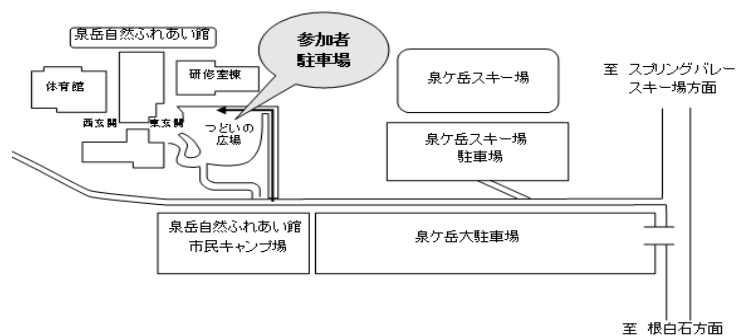 泉岳自然ふれあい館
参加者
駐車場
体育館
研修室棟
泉ケ岳スキー場
至 スプリングバレー
スキー場方面
西玄関
東玄関
つどいの
広場
泉ケ岳スキー場
駐車場
泉岳自然ふれあい館
市民キャンプ場
泉ケ岳大駐車場
至 根白石方面